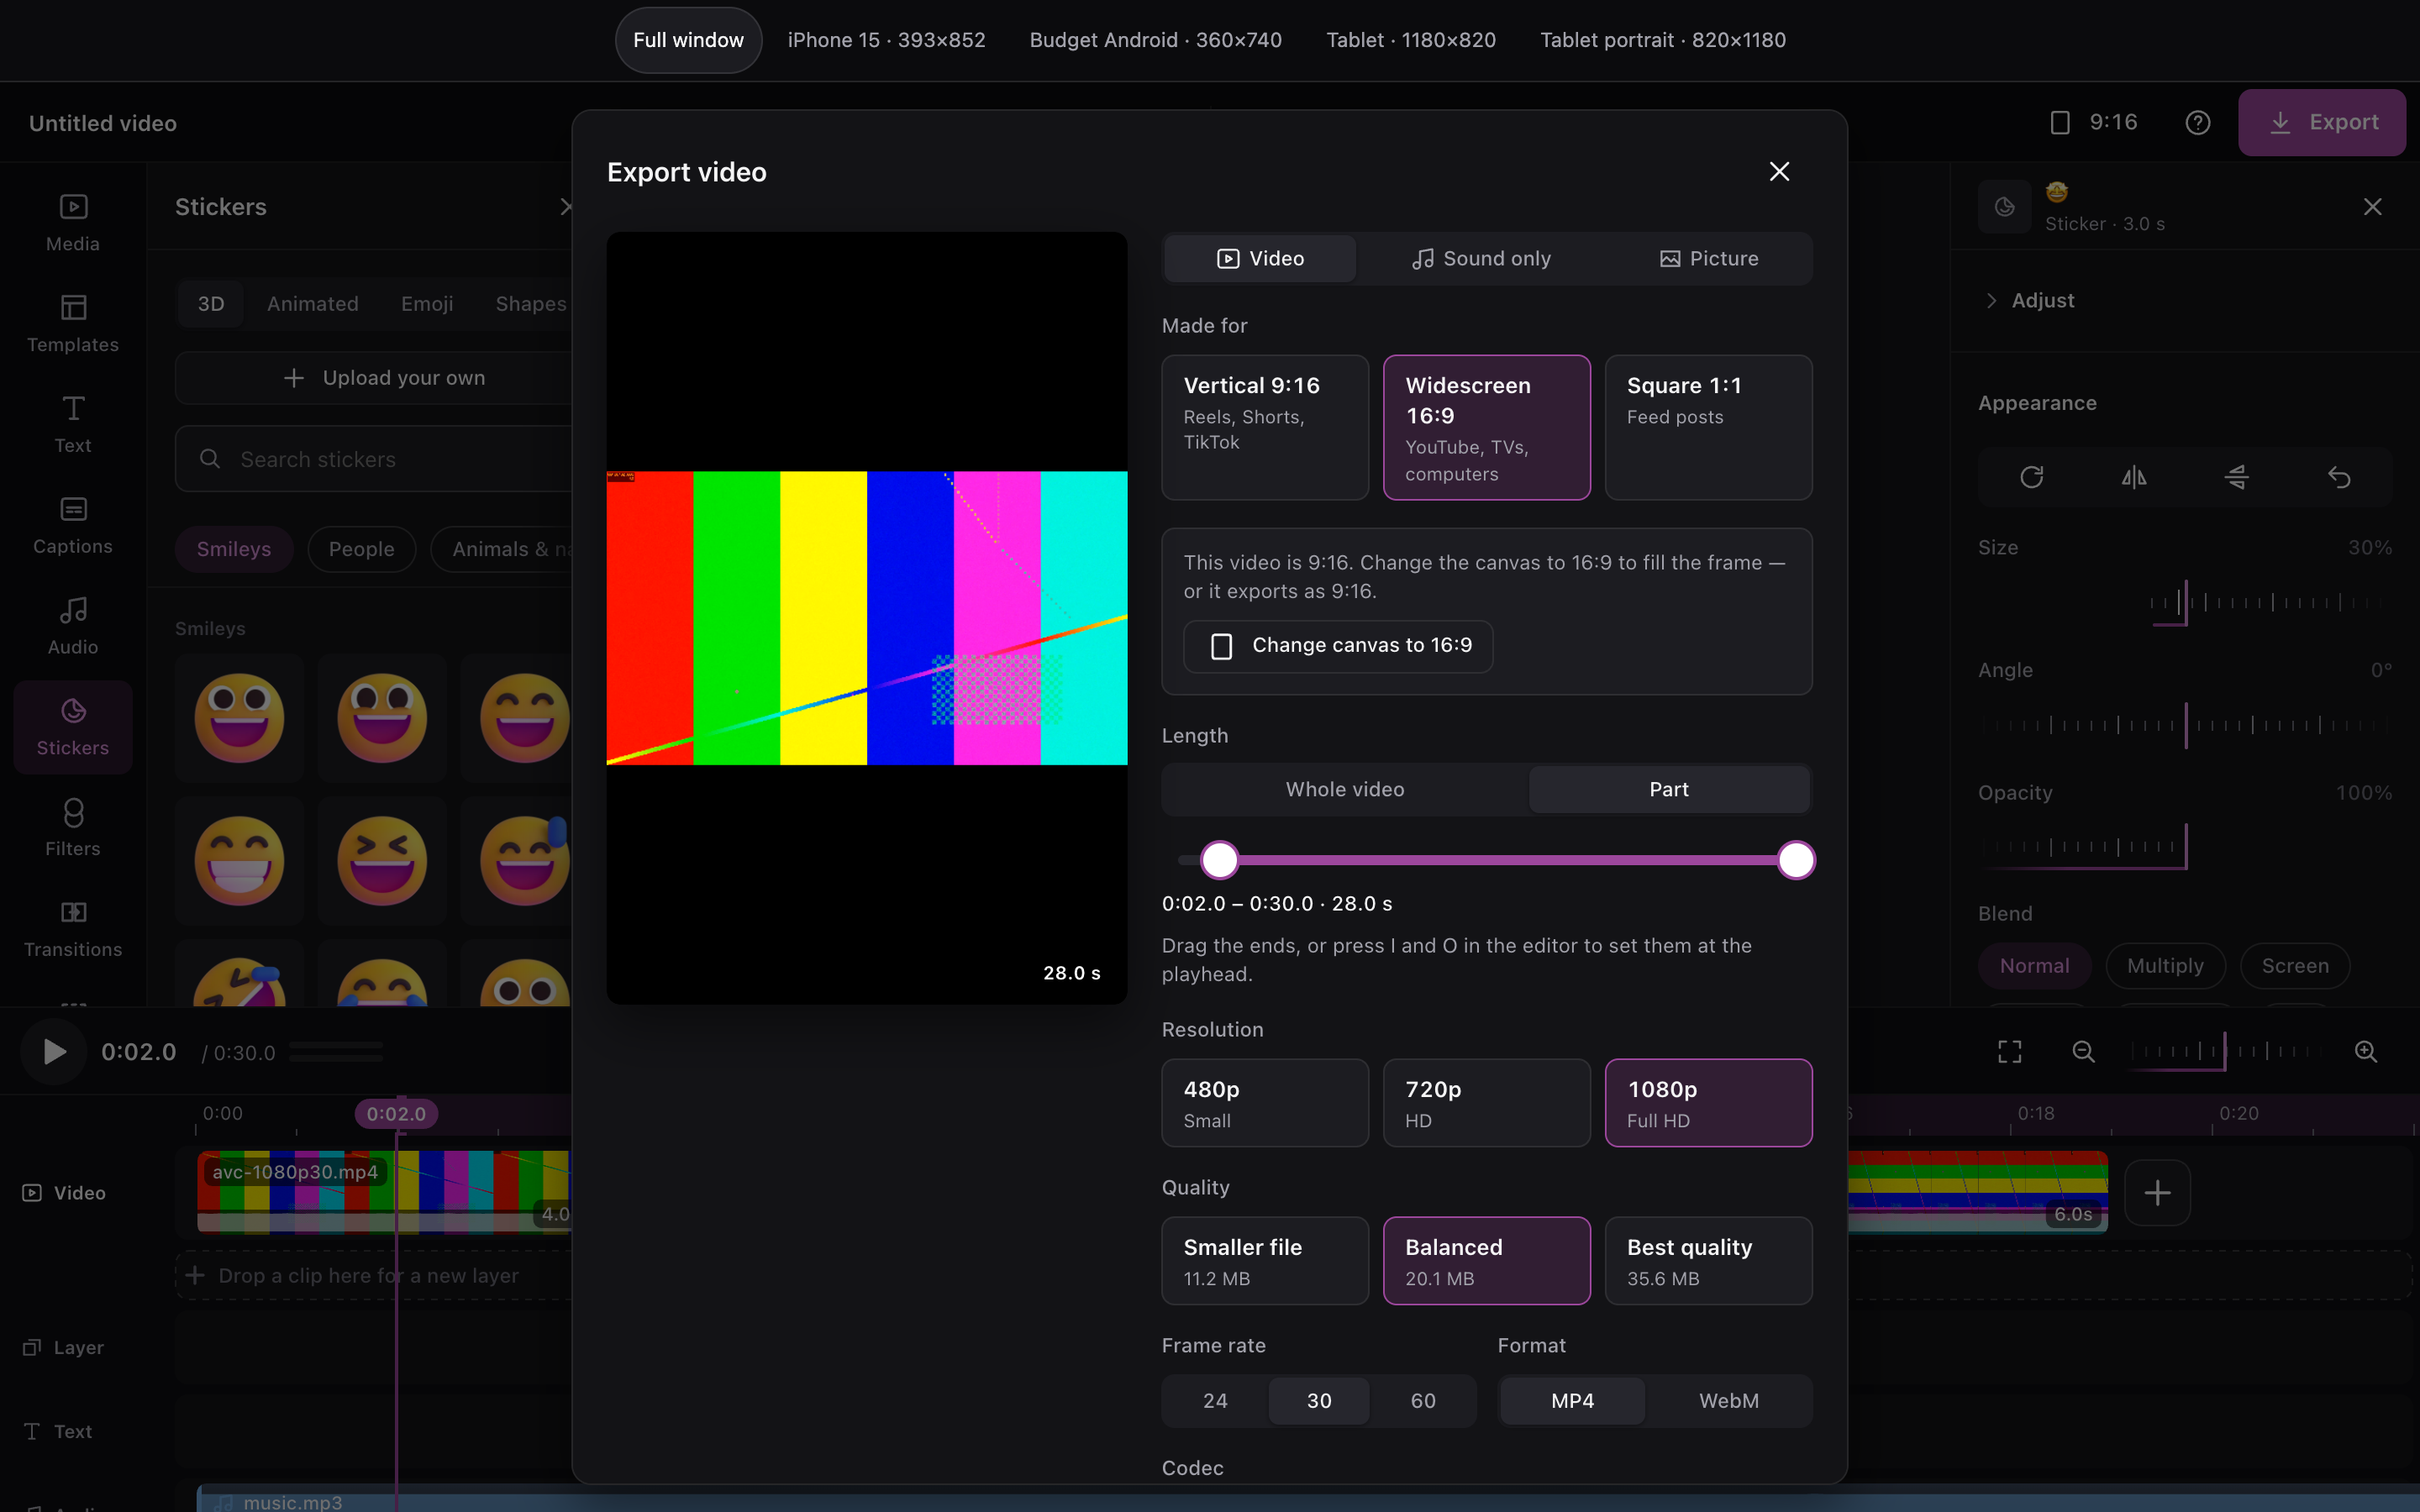 Full window
iPhone 15 · 393×852
Budget Android · 360×740
Tablet · 1180×820
Tablet portrait · 820×1180
Untitled video
9:16
Export
Media
Templates
Text
Captions
Audio
Stickers
Filters
Transitions
Stickers
3D
Animated
Emoji
Shapes
Upload your own
Search stickers
Smileys
People
Animals &
Smileys
Export video
28.0 s
Video
Sound only
Picture
Made for
Vertical 9:16
Reels, Shorts,
TikTok
Widescreen
16:9
YouTube, TVs,
computers
Square 1:1
Feed posts
This video is 9:16. Change the canvas to 16:9 to fill the frame —
or it exports as 9:16.
Change canvas to 16:9
Length
Whole video
Part
0:02.0 – 0:30.0 · 28.0 s
Drag the ends, or press I and O in the editor to set them at the
playhead.
Resolution
480p
Small
720p
HD
1080p
Full HD
Quality
Smaller file
11.2 MB
Balanced
20.1 MB
Best quality
35.6 MB
Frame rate
24
30
60
Format
MP4
WebM
Codec
Sticker · 3.0 s
Adjust
Appearance
Size
30%
Angle
0°
Opacity
100%
Blend
Normal
Multiply
Screen
0:02.0
/ 0:30.0
0:00
0:02.0
0:18
0:20
Video
avc-1080p30.mp4
4.0
6.0s
Drop a clip here for a new layer
Layer
Text
music.mp3